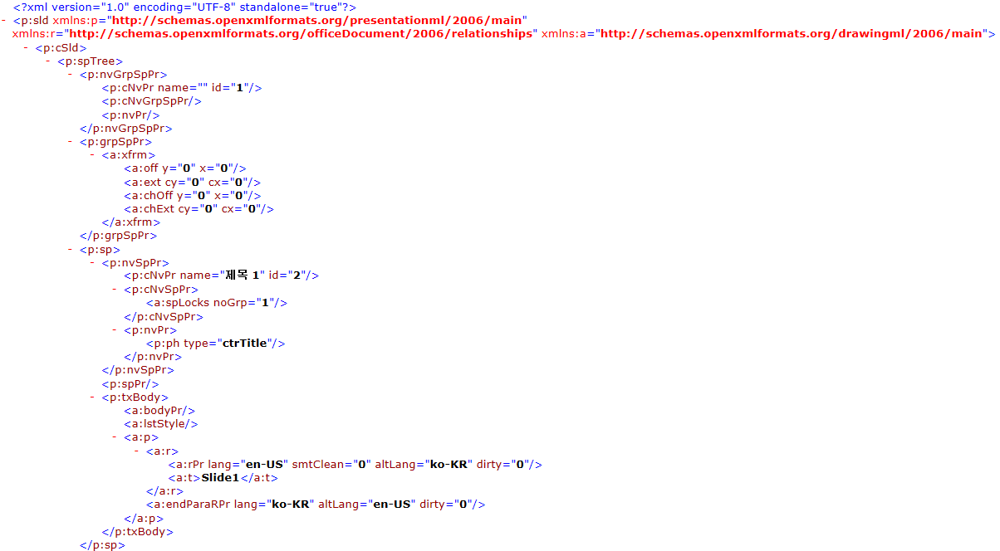 <?xml version="1.0" encoding="UTF-8" standalone="true"?>
- <p:sld xmlns:p="http://schemas.openxmlformats.org/presentationml/2006/main"
xmlns:r="http://schemas.openxmlformats.org/officeDocument/2006/relationships" xmlns:a="http://schemas.openxmlformats.org/drawingml/2006/main">
- <p:cSld>
- <p:spTree>
- <p:nvGrpSpPr>
<p:cNvPr name="" id="1"/>
<p:cNvGrpSpPr/>
<p:nvPr/>
</p:nvGrpSpPr>
- <p:grpSpPr>
- <a:xfrm>
<a:off y="0" x="0"/>
<a:ext cy="0" cx="0"/>
<a:chOff y="0" x="0"/>
<a:chExt cy="0" cx="0"/>
</a:xfrm>
</p:grpSpPr>
- <p:sp>
- <p:nvSpPr>
<p:cNvPr name="제목 1" id="2"/>
- <p:cNvSpPr>
<a:spLocks noGrp="1"/>
</p:cNvSpPr>
- <p:nvPr>
<p:ph type="ctrTitle"/>
</p:nvPr>
</p:nvSpPr>
<p:spPr/>
- <p:txBody>
<a:bodyPr/>
<a:lstStyle/>
- <a:p>
- <a:r>
<a:rPr lang="en-US" smtClean="0" altLang="ko-KR" dirty="0"/>
<a:t>Slide1</a:t>
</a:r>
<a:endParaRPr lang="ko-KR" altLang="en-US" dirty="0"/>
</a:p>
</p:txBody>
</p:sp>